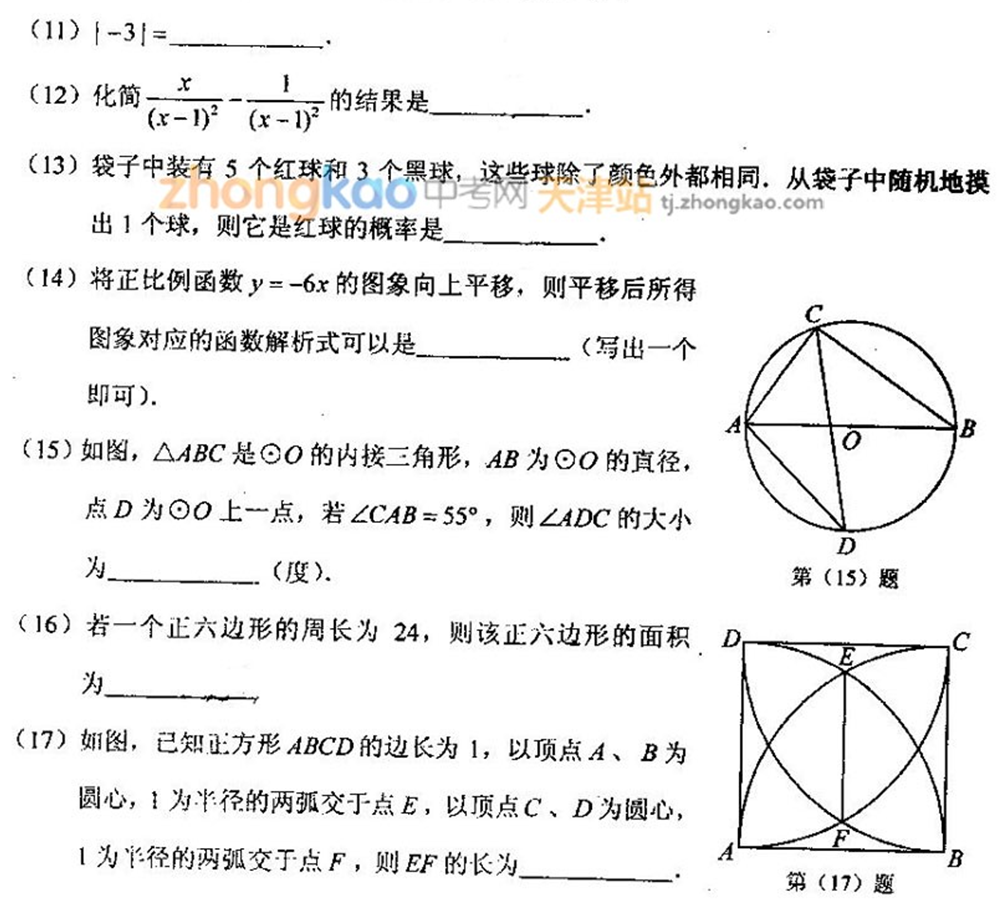 (11) |-3|=__________.
(12) 化简 x/(x-1)² - 1/(x-1)² 的结果是__________.
(13) 袋子中装有 5 个红球和 3 个黑球，这些球除了颜色外都相同．从袋子中随机地摸
zhongkao 中考网 天津站 tj.zhongkao.com
出 1 个球，则它是红球的概率是__________.
(14) 将正比例函数 y=-6x 的图象向上平移，则平移后所得
图象对应的函数解析式可以是__________（写出一个
即可）.
(15) 如图，△ABC 是⊙O 的内接三角形，AB 为⊙O 的直径，
点 D 为⊙O 上一点，若∠CAB=55°，则∠ADC 的大小
为__________（度）.
C
A
O
B
D
第（15）题
(16) 若一个正六边形的周长为 24，则该正六边形的面积
为__________.
(17) 如图，已知正方形 ABCD 的边长为 1，以顶点 A、B 为
圆心，1 为半径的两弧交于点 E，以顶点 C、D 为圆心，
1 为半径的两弧交于点 F，则 EF 的长为__________.
D
E
C
A
F
B
第（17）题